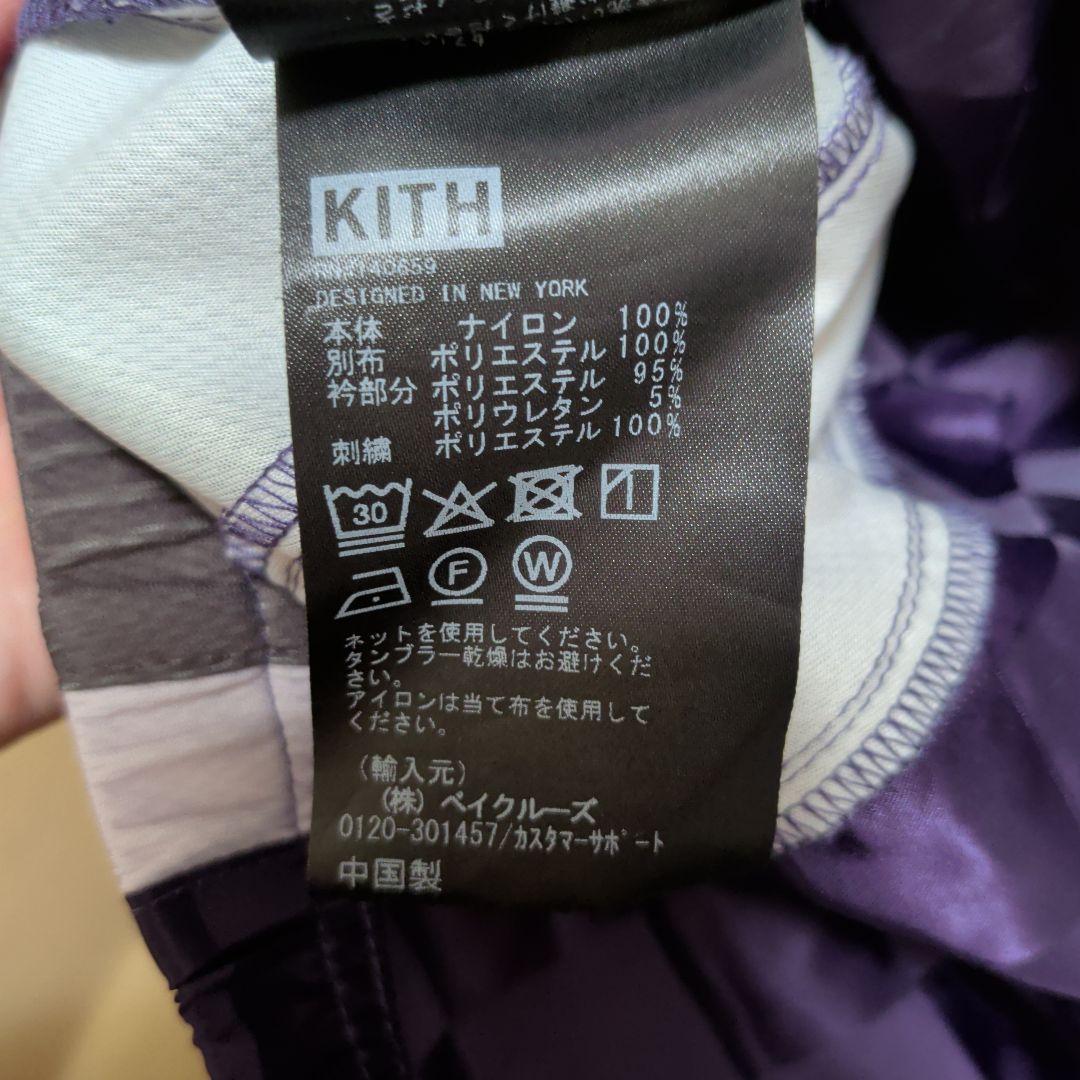 KITH
DESIGNED IN NEW YORK
本体 ナイロン 100%
別布 ポリエステル 100%
衿部分 ポリエステル 95%
ポリウレタン 5%
刺繍 ポリエステル 100%
30
F
W
ネットを使用してください。
タンブラー乾燥はお避けくだ
さい。
アイロンは当て布を使用して
ください。
(輸入元)
(株) ベイクルーズ
0120-301457/カスタマーサポート
中国製